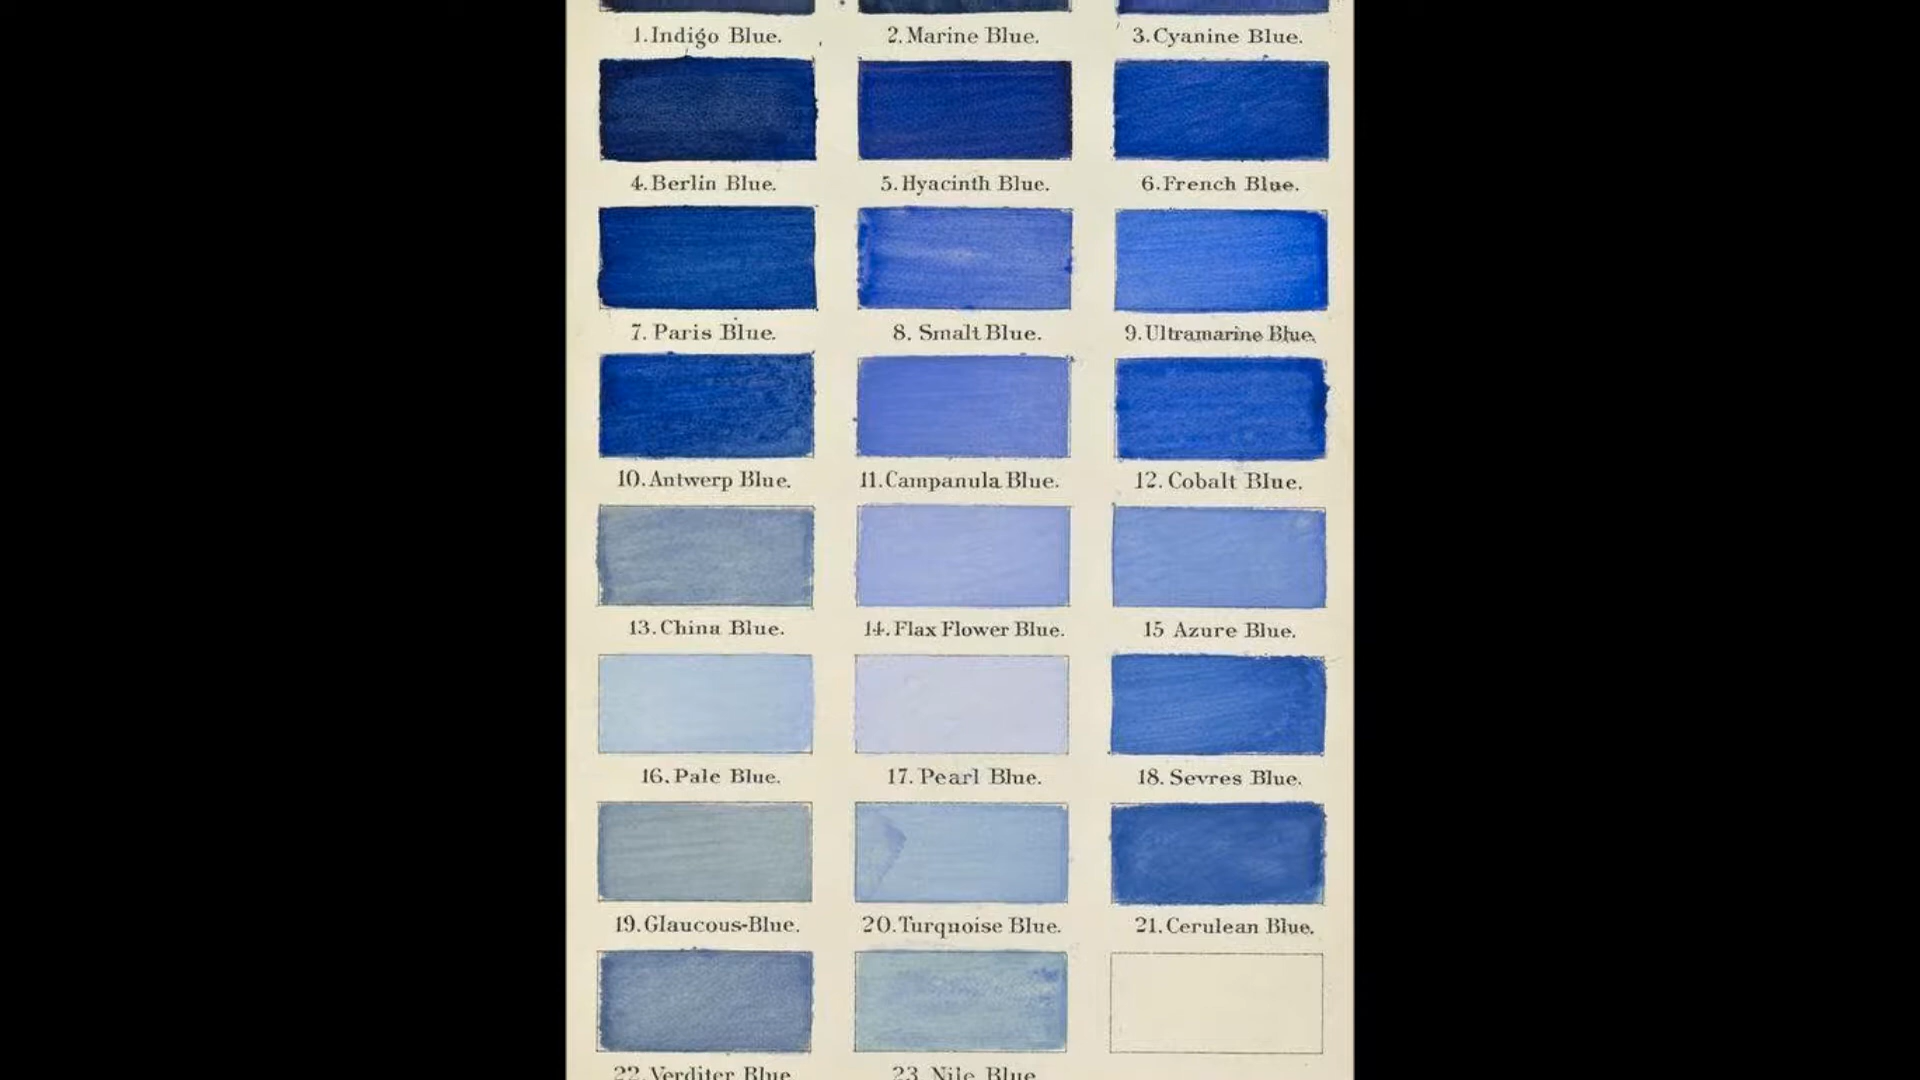 1. Indigo Blue.
2. Marine Blue.
3. Cyanine Blue.
4. Berlin Blue.
5. Hyacinth Blue.
6. French Blue.
7. Paris Blue.
8. Smalt Blue.
9. Ultramarine Blue.
10. Antwerp Blue.
11. Campanula Blue.
12. Cobalt Blue.
13. China Blue.
14. Flax Flower Blue.
15 Azure Blue.
16. Pale Blue.
17. Pearl Blue.
18. Sevres Blue.
19. Glaucous-Blue.
20. Turquoise Blue.
21. Cerulean Blue.
22. Verditer Blue
23. Nile Blue